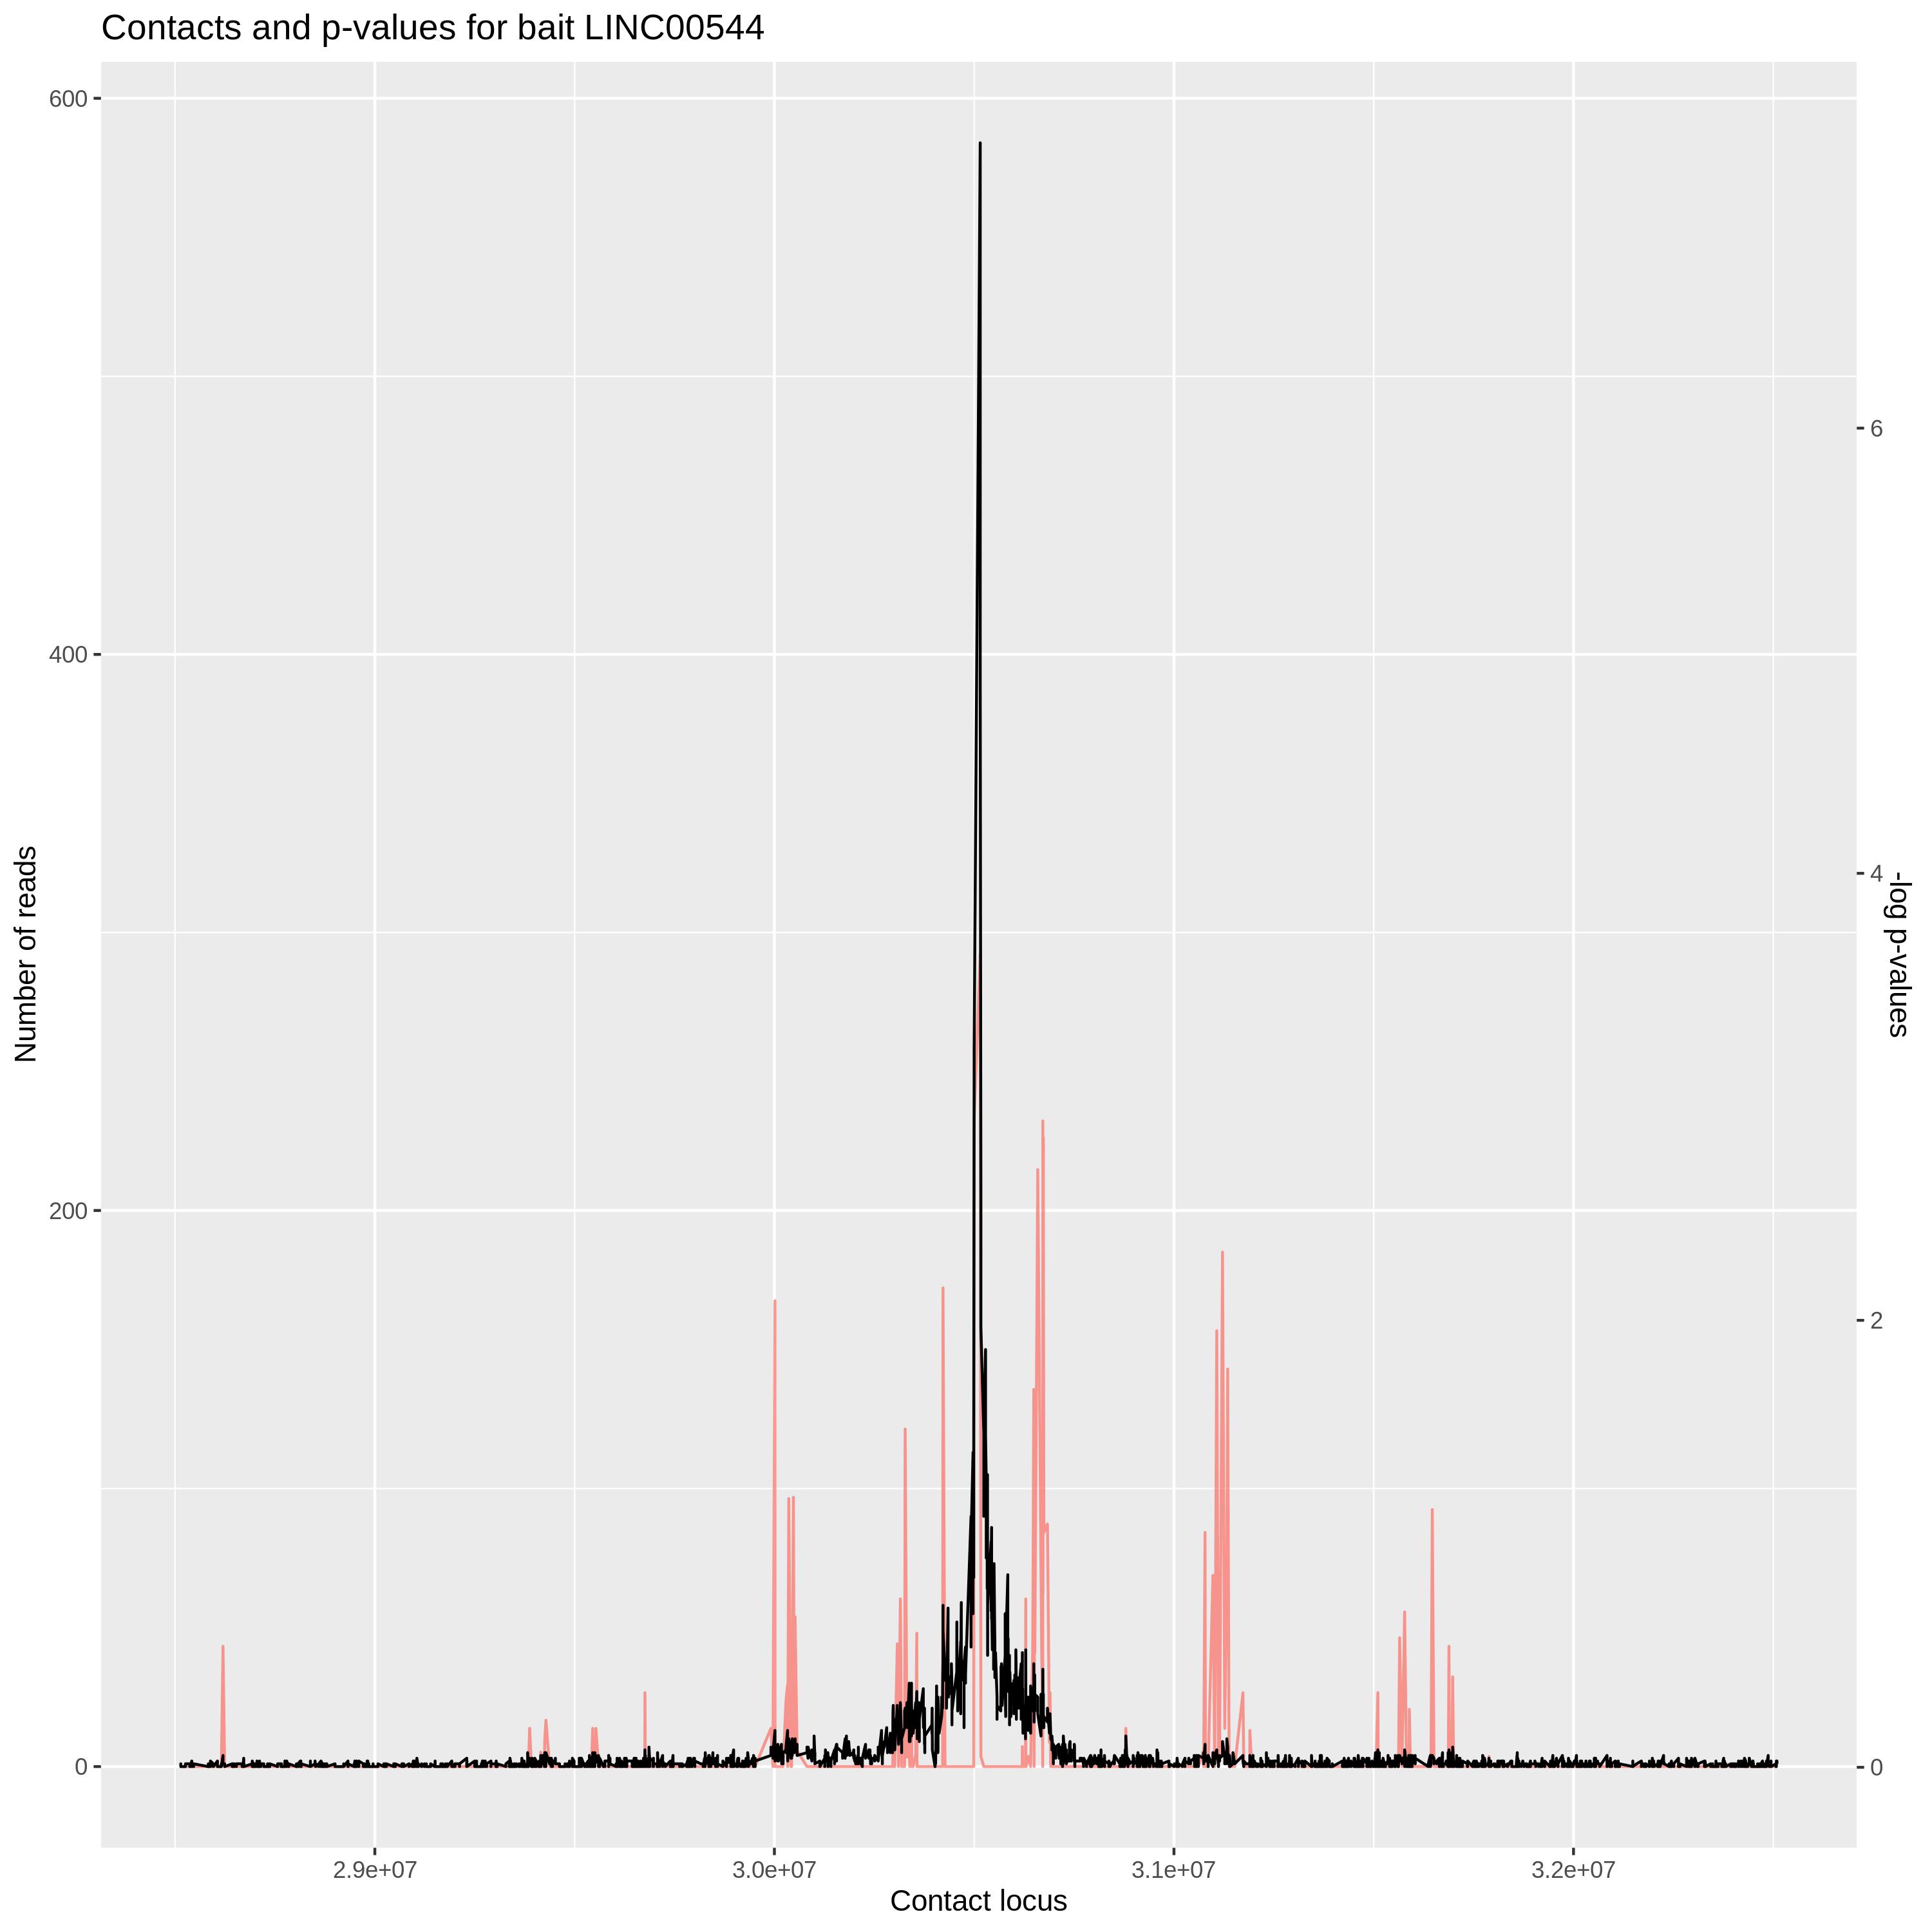 Contacts and p-values for bait LINC00544
600
400
200
0
Number of reads
6
4
2
0
-log p-values
2.9e+07
3.0e+07
3.1e+07
3.2e+07
Contact locus